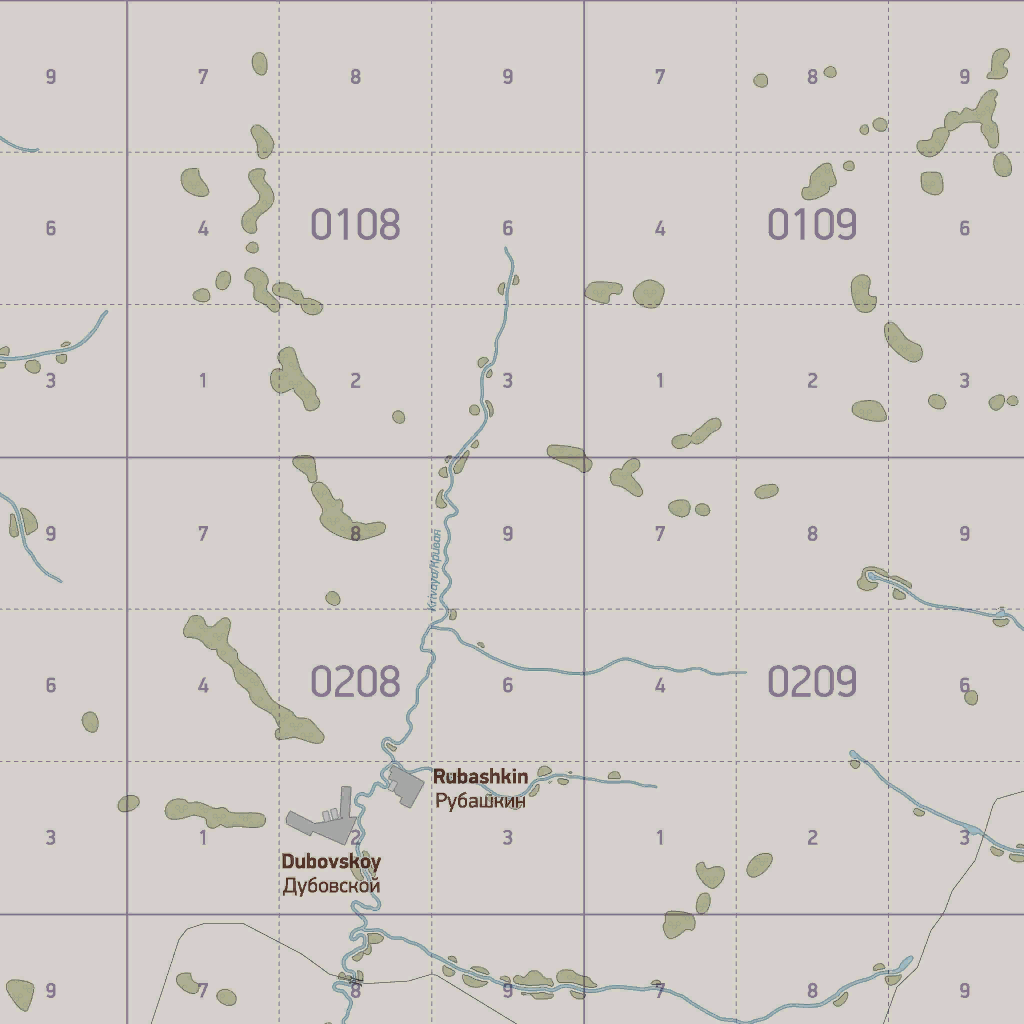 9 7 8 9 7 8 9
6 4 0108 6 4 0109 6
3 1 2 3 1 2 3
9 7 8 9 7 8 9
Krivaya/Кривая
6 4 0208 6 4 0209 6
Rubashkin
Рубашкин
3 1 2 3 1 2 3
Dubovskoy
Дубовской
9 7 8 9 7 8 9